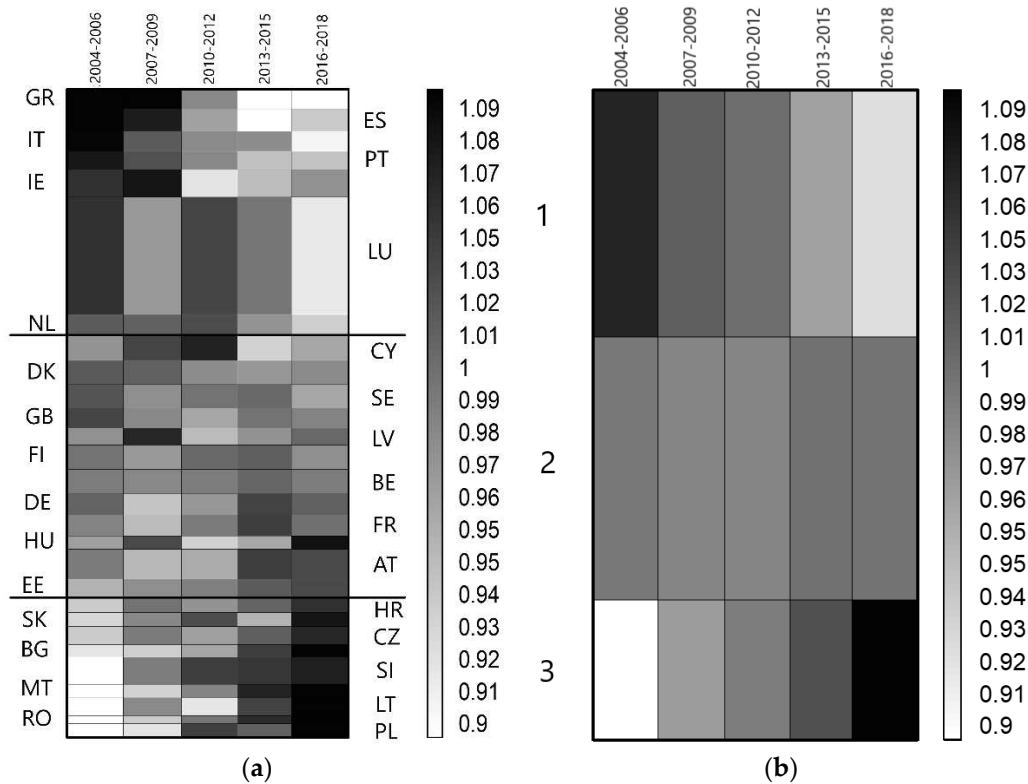 2004-2006
2007-2009
2010-2012
2013-2015
2016-2018
GR
IT
IE
NL
DK
GB
FI
DE
HU
EE
SK
BG
MT
RO
ES
PT
LU
CY
SE
LV
BE
FR
AT
HR
CZ
SI
LT
PL
1.09
1.08
1.07
1.06
1.05
1.03
1.02
1.01
1
0.99
0.98
0.97
0.96
0.95
0.94
0.93
0.92
0.91
0.9
(a)
2004-2006
2007-2009
2010-2012
2013-2015
2016-2018
1
2
3
1.09
1.08
1.07
1.06
1.05
1.03
1.02
1.01
1
0.99
0.98
0.97
0.96
0.95
0.94
0.93
0.92
0.91
0.9
(b)